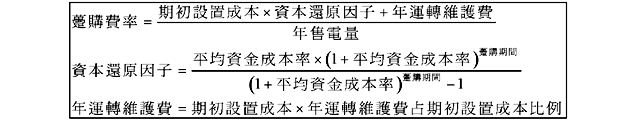 躉購費率=期初設置成本×資本還原因子+年運轉維護費
年售電量
資本還原因子=平均資金成本率×(1+平均資金成本率)躉購期間
(1+平均資金成本率)躉購期間−1
年運轉維護費=期初設置成本×年運轉維護費占期初設置成本比例